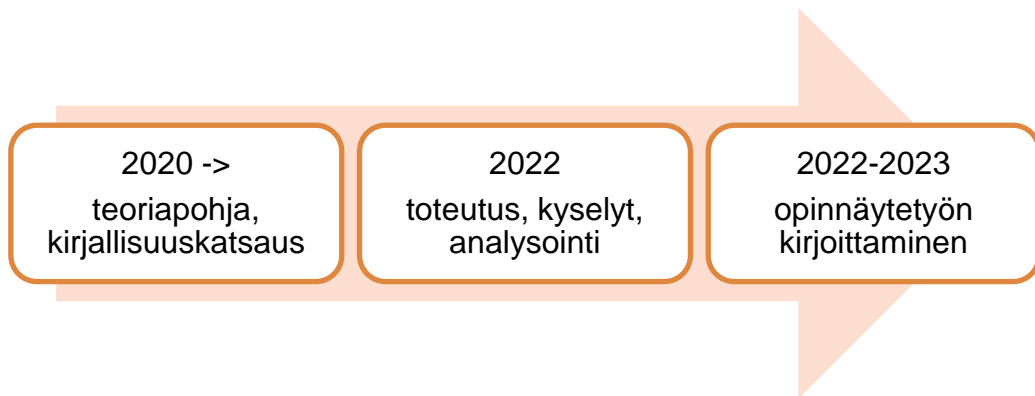 2020 ->
teoriapohja,
kirjallisuuskatsaus
2022
toteutus, kyselyt,
analysointi
2022-2023
opinnäytetyön
kirjoittaminen